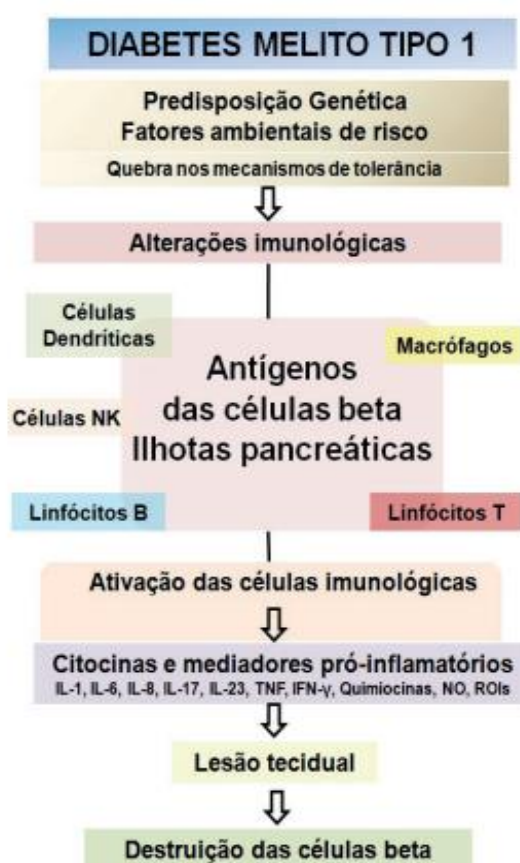 DIABETES MELITO TIPO 1
Predisposição Genética
Fatores ambientais de risco
Quebra nos mecanismos de tolerância
Alterações imunológicas
Células
Dendríticas
Macrófagos
Antígenos
das células beta
Ilhotas pancreáticas
Células NK
Linfócitos B
Linfócitos T
Ativação das células imunológicas
Citocinas e mediadores pró-inflamatórios
IL-1, IL-6, IL-8, IL-17, IL-23, TNF, IFN-γ, Quimiocinas, NO, ROIs
Lesão tecidual
Destruição das células beta